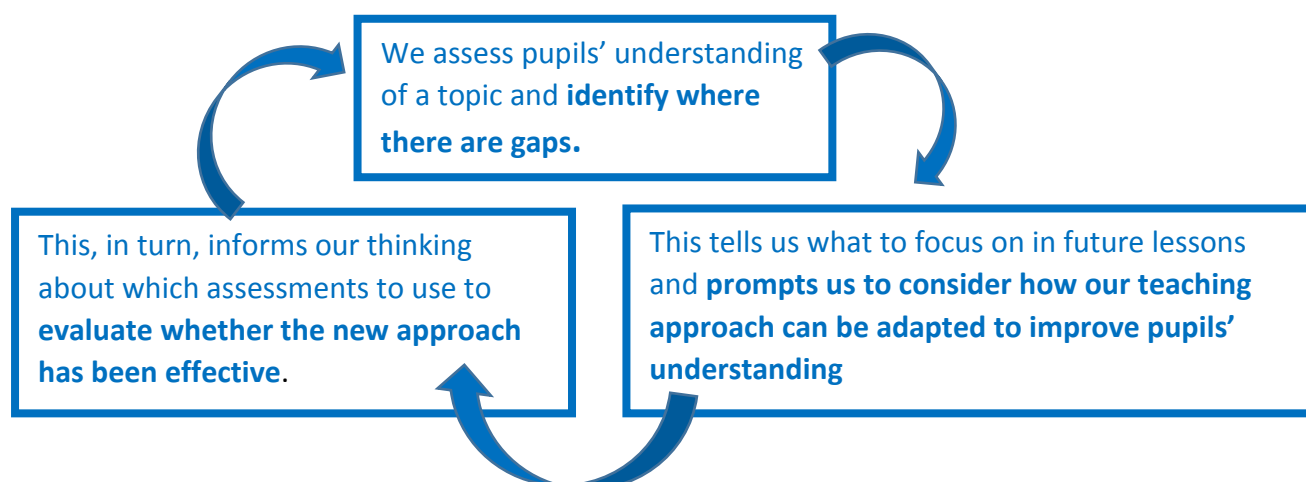 We assess pupils’ understanding
of a topic and identify where
there are gaps.
This tells us what to focus on in future lessons
and prompts us to consider how our teaching
approach can be adapted to improve pupils’
understanding
This, in turn, informs our thinking
about which assessments to use to
evaluate whether the new approach
has been effective.